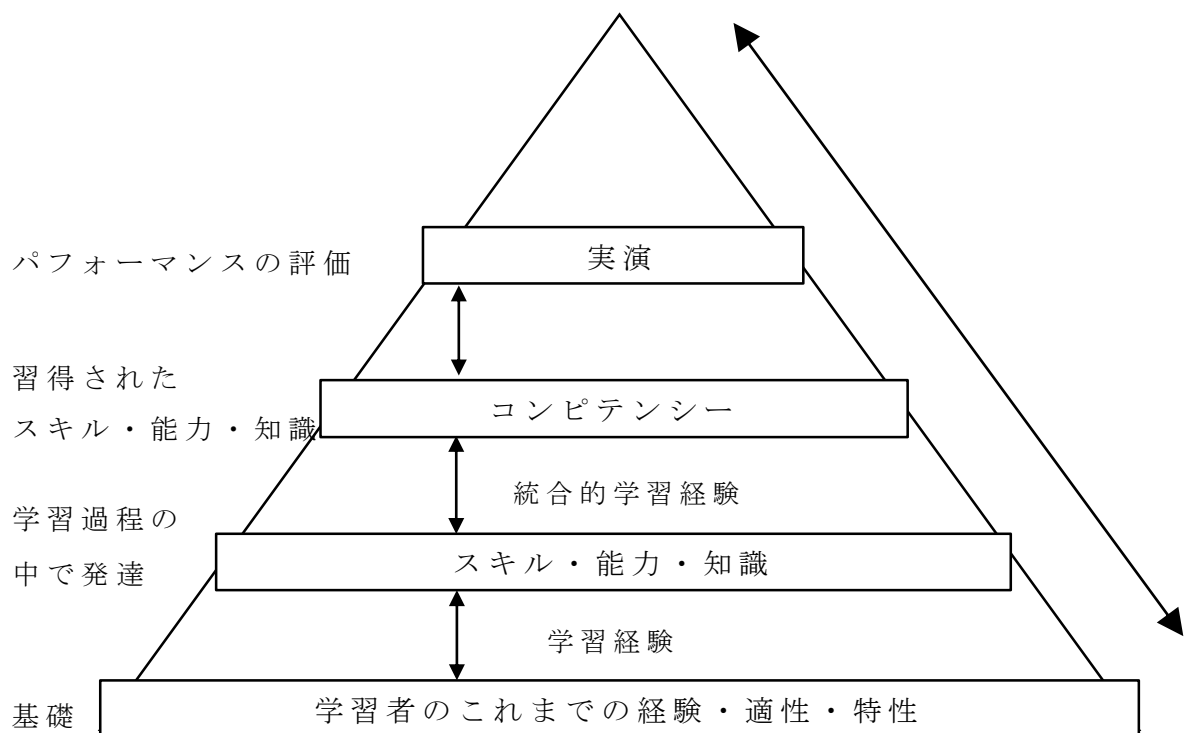 パフォーマンスの評価
実演
習得された
スキル・能力・知識
コンピテンシー
統合的学習経験
学習過程の
中で発達
スキル・能力・知識
学習経験
基礎
学習者のこれまでの経験・適性・特性